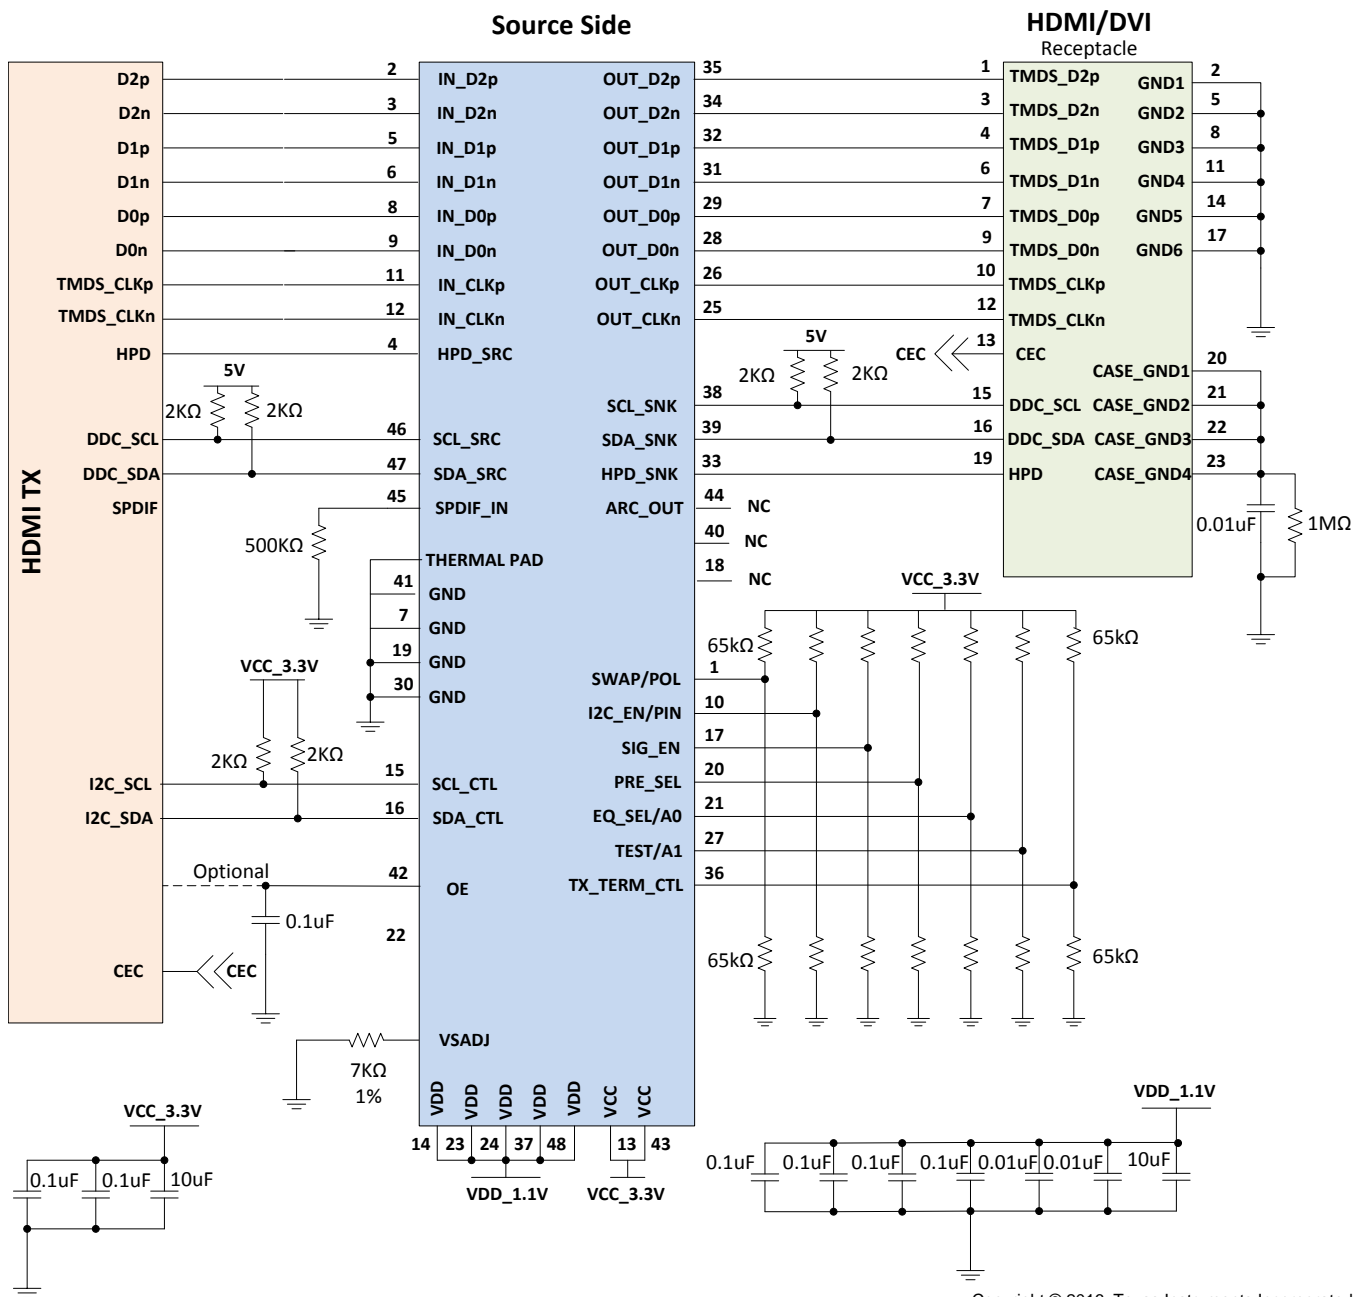 Source Side
HDMI/DVI
Receptacle
HDMI TX
D2p
D2n
D1p
D1n
D0p
D0n
TMDS_CLKp
TMDS_CLKn
HPD
5V
2KΩ
2KΩ
DDC_SCL
DDC_SDA
SPDIF
500KΩ
VCC_3.3V
2KΩ
2KΩ
I2C_SCL
I2C_SDA
Optional
0.1uF
CEC
CEC
7KΩ
1%
2
3
5
6
8
9
11
12
4
46
47
45
41
7
19
30
15
16
42
22
IN_D2p
IN_D2n
IN_D1p
IN_D1n
IN_D0p
IN_D0n
IN_CLKp
IN_CLKn
HPD_SRC
SCL_SRC
SDA_SRC
SPDIF_IN
THERMAL PAD
GND
GND
GND
GND
SCL_CTL
SDA_CTL
OE
VSADJ
VDD
VDD
VDD
VDD
VDD
VCC
VCC
14
23
24
37
48
13
43
VDD_1.1V
VCC_3.3V
OUT_D2p
OUT_D2n
OUT_D1p
OUT_D1n
OUT_D0p
OUT_D0n
OUT_CLKp
OUT_CLKn
SCL_SNK
SDA_SNK
HPD_SNK
ARC_OUT
SWAP/POL
I2C_EN/PIN
SIG_EN
PRE_SEL
EQ_SEL/A0
TEST/A1
TX_TERM_CTL
35
34
32
31
29
28
26
25
38
39
33
44
40
18
1
10
17
20
21
27
36
NC
NC
NC
5V
2KΩ
2KΩ
CEC
1
3
4
6
7
9
10
12
13
15
16
19
TMDS_D2p
TMDS_D2n
TMDS_D1p
TMDS_D1n
TMDS_D0p
TMDS_D0n
TMDS_CLKp
TMDS_CLKn
CEC
DDC_SCL
DDC_SDA
HPD
GND1
GND2
GND3
GND4
GND5
GND6
CASE_GND1
CASE_GND2
CASE_GND3
CASE_GND4
2
5
8
11
14
17
20
21
22
23
0.01uF
1MΩ
VCC_3.3V
65kΩ
65kΩ
65kΩ
65kΩ
VCC_3.3V
0.1uF
0.1uF
10uF
VDD_1.1V
0.1uF
0.1uF
0.1uF
0.1uF
0.01uF
0.01uF
10uF